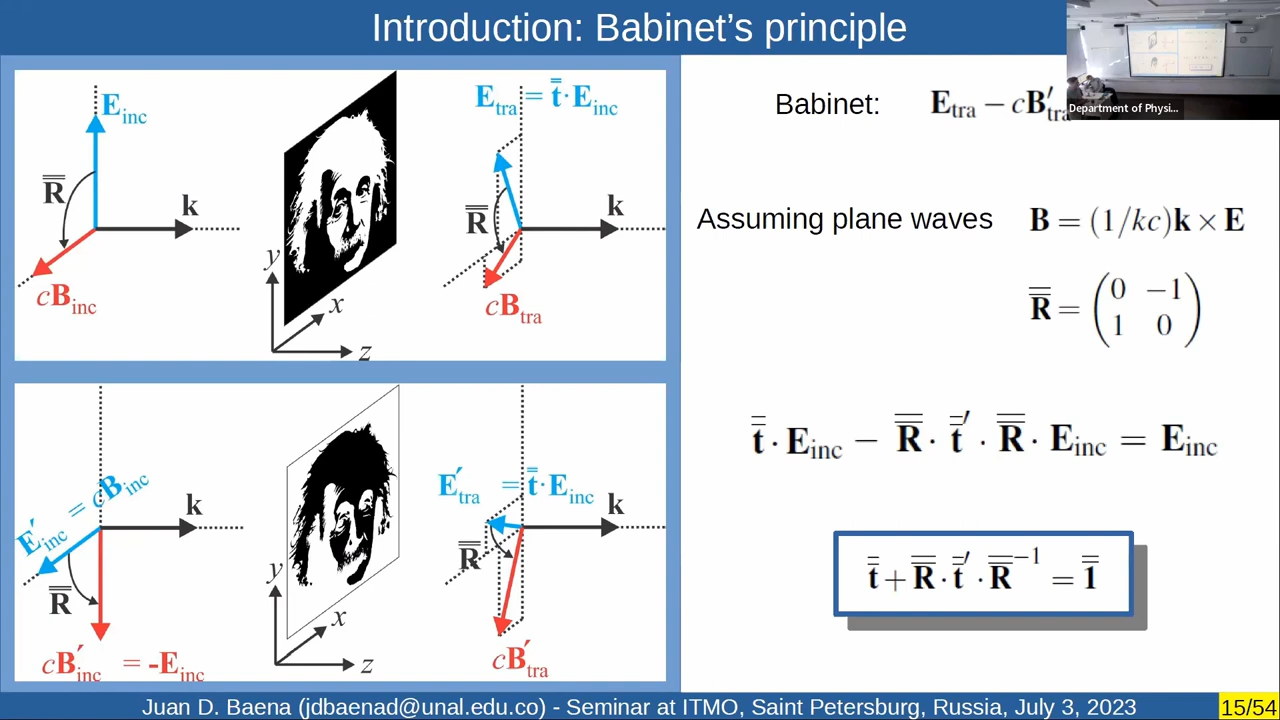 Introduction: Babinet's principle
E_inc
R̿
k
cB_inc
y
x
z
E_tra = t̿·E_inc
R̿
k
cB_tra
E′_inc = cB_inc
k
R̿
cB′_inc = -E_inc
y
x
z
E′_tra = t̿·E_inc
k
R̿
cB′_tra
Babinet: E_tra − cB′_tra
Department of Physi...
Assuming plane waves B = (1/kc)k × E
R̿ = (0 −1
1 0)
t̿ · E_inc − R̿ · t̿′ · R̿ · E_inc = E_inc
t̿ + R̿ · t̿′ · R̿⁻¹ = 1̿
Juan D. Baena (jdbaenad@unal.edu.co) - Seminar at ITMO, Saint Petersburg, Russia, July 3, 2023
15/54